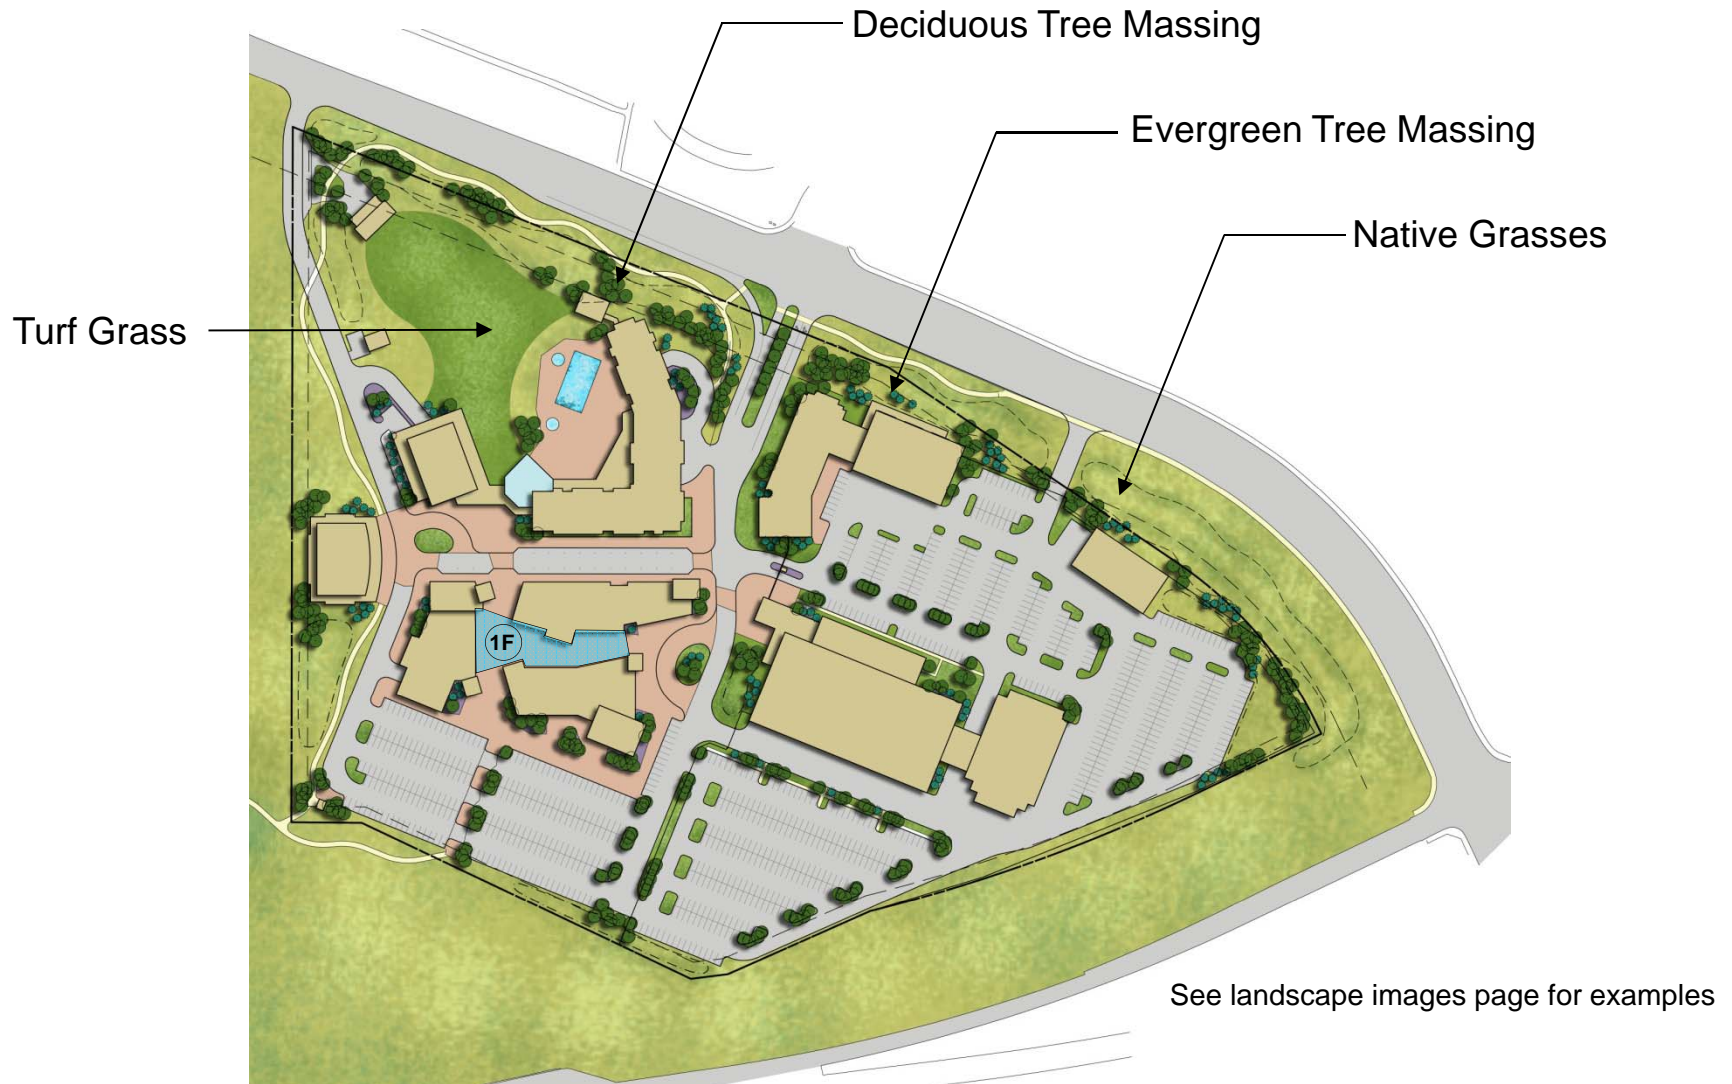 Deciduous Tree Massing
Evergreen Tree Massing
Native Grasses
Turf Grass
1F
See landscape images page for examples